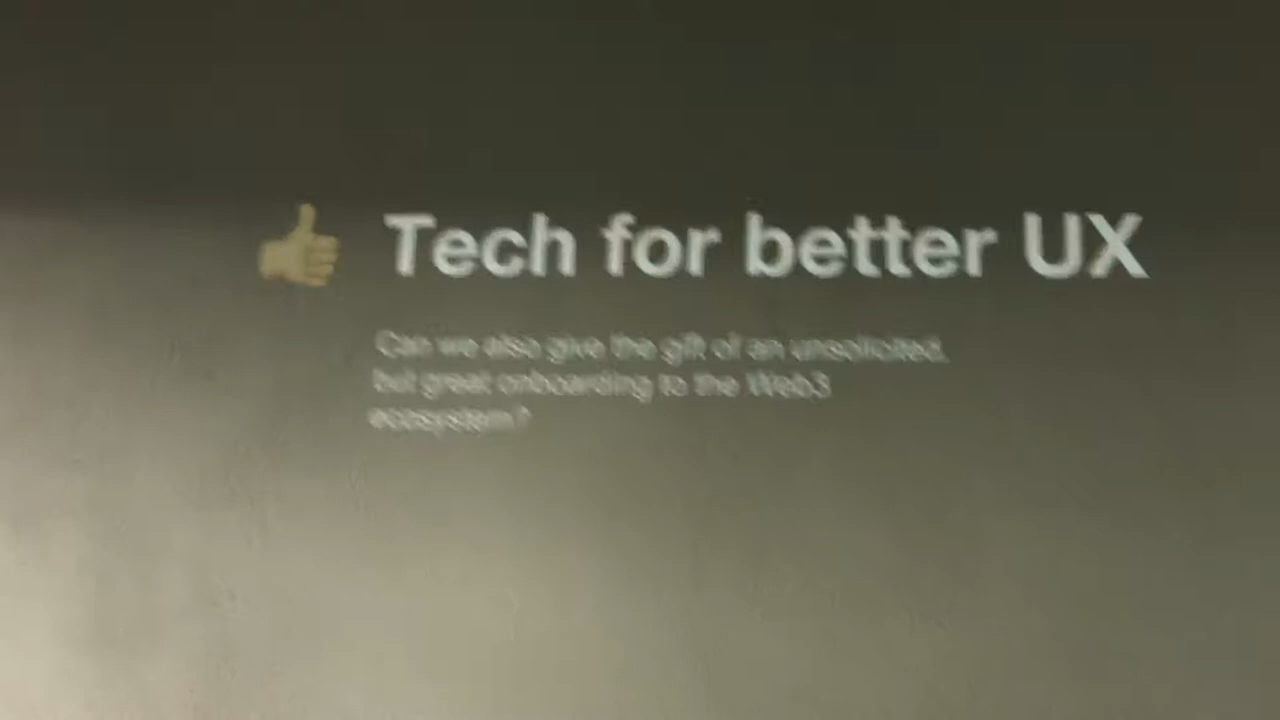 👍 Tech for better UX
Can we also give the gift of an unsolicited,
but great onboarding to the Web3
ecosystem?